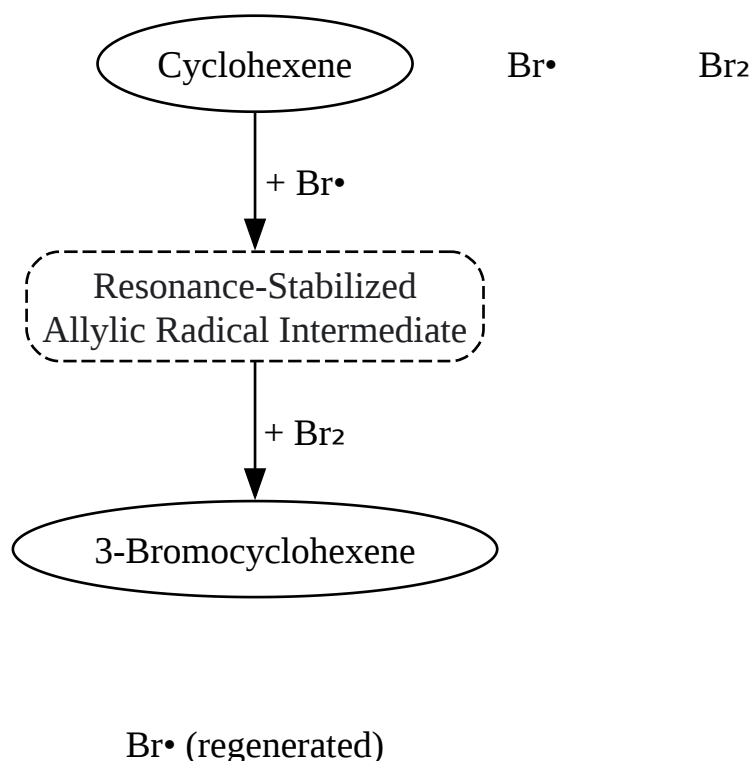 Cyclohexene Br• Br₂
+ Br•
Resonance-Stabilized
Allylic Radical Intermediate
+ Br₂
3-Bromocyclohexene
Br• (regenerated)